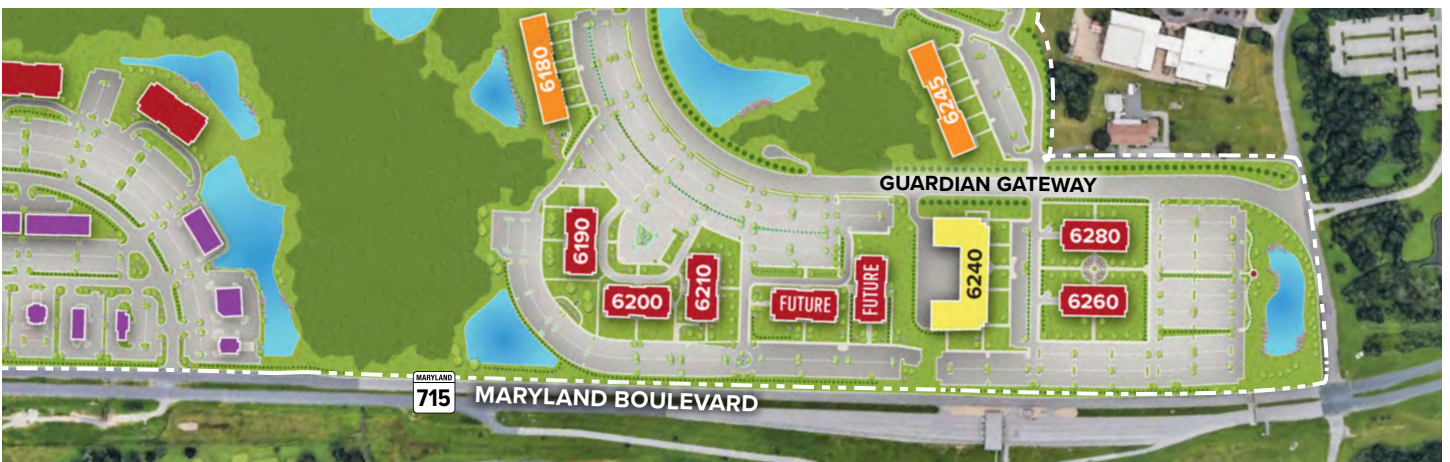 6180
6245
GUARDIAN GATEWAY
6190
6200
6210
FUTURE
FUTURE
6240
6280
6260
MARYLAND
715
MARYLAND BOULEVARD